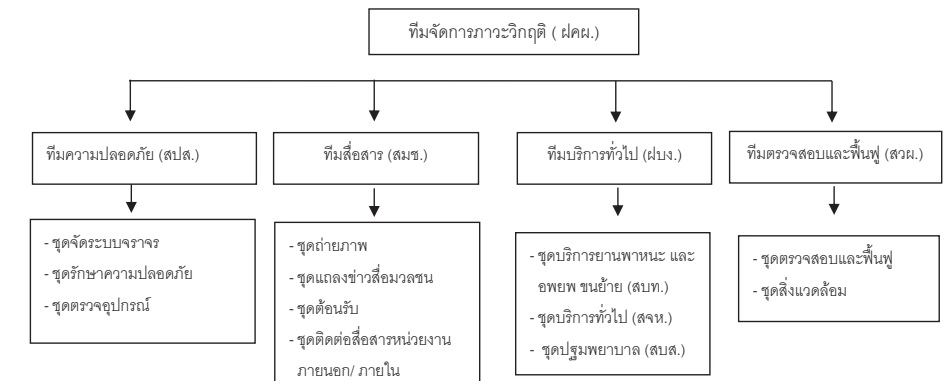 ทีมจัดการภาวะวิกฤติ ( ฝคผ.)
ทีมความปลอดภัย (สปส.)
ทีมสื่อสาร (สมช.)
ทีมบริการทั่วไป (ฝบง.)
ทีมตรวจสอบและฟื้นฟู (สวผ.)
- ชุดจัดระบบจราจร
- ชุดรักษาความปลอดภัย
- ชุดตรวจอุปกรณ์
- ชุดถ่ายภาพ
- ชุดแถลงข่าวสื่อมวลชน
- ชุดต้อนรับ
- ชุดติดต่อสื่อสารหน่วยงาน
ภายนอก/ ภายใน
- ชุดบริการยานพาหนะ และ
อพยพ ขนย้าย (สบท.)
- ชุดบริการทั่วไป (สจห.)
- ชุดปฐมพยาบาล (สบส.)
- ชุดตรวจสอบและฟื้นฟู
- ชุดสิ่งแวดล้อม